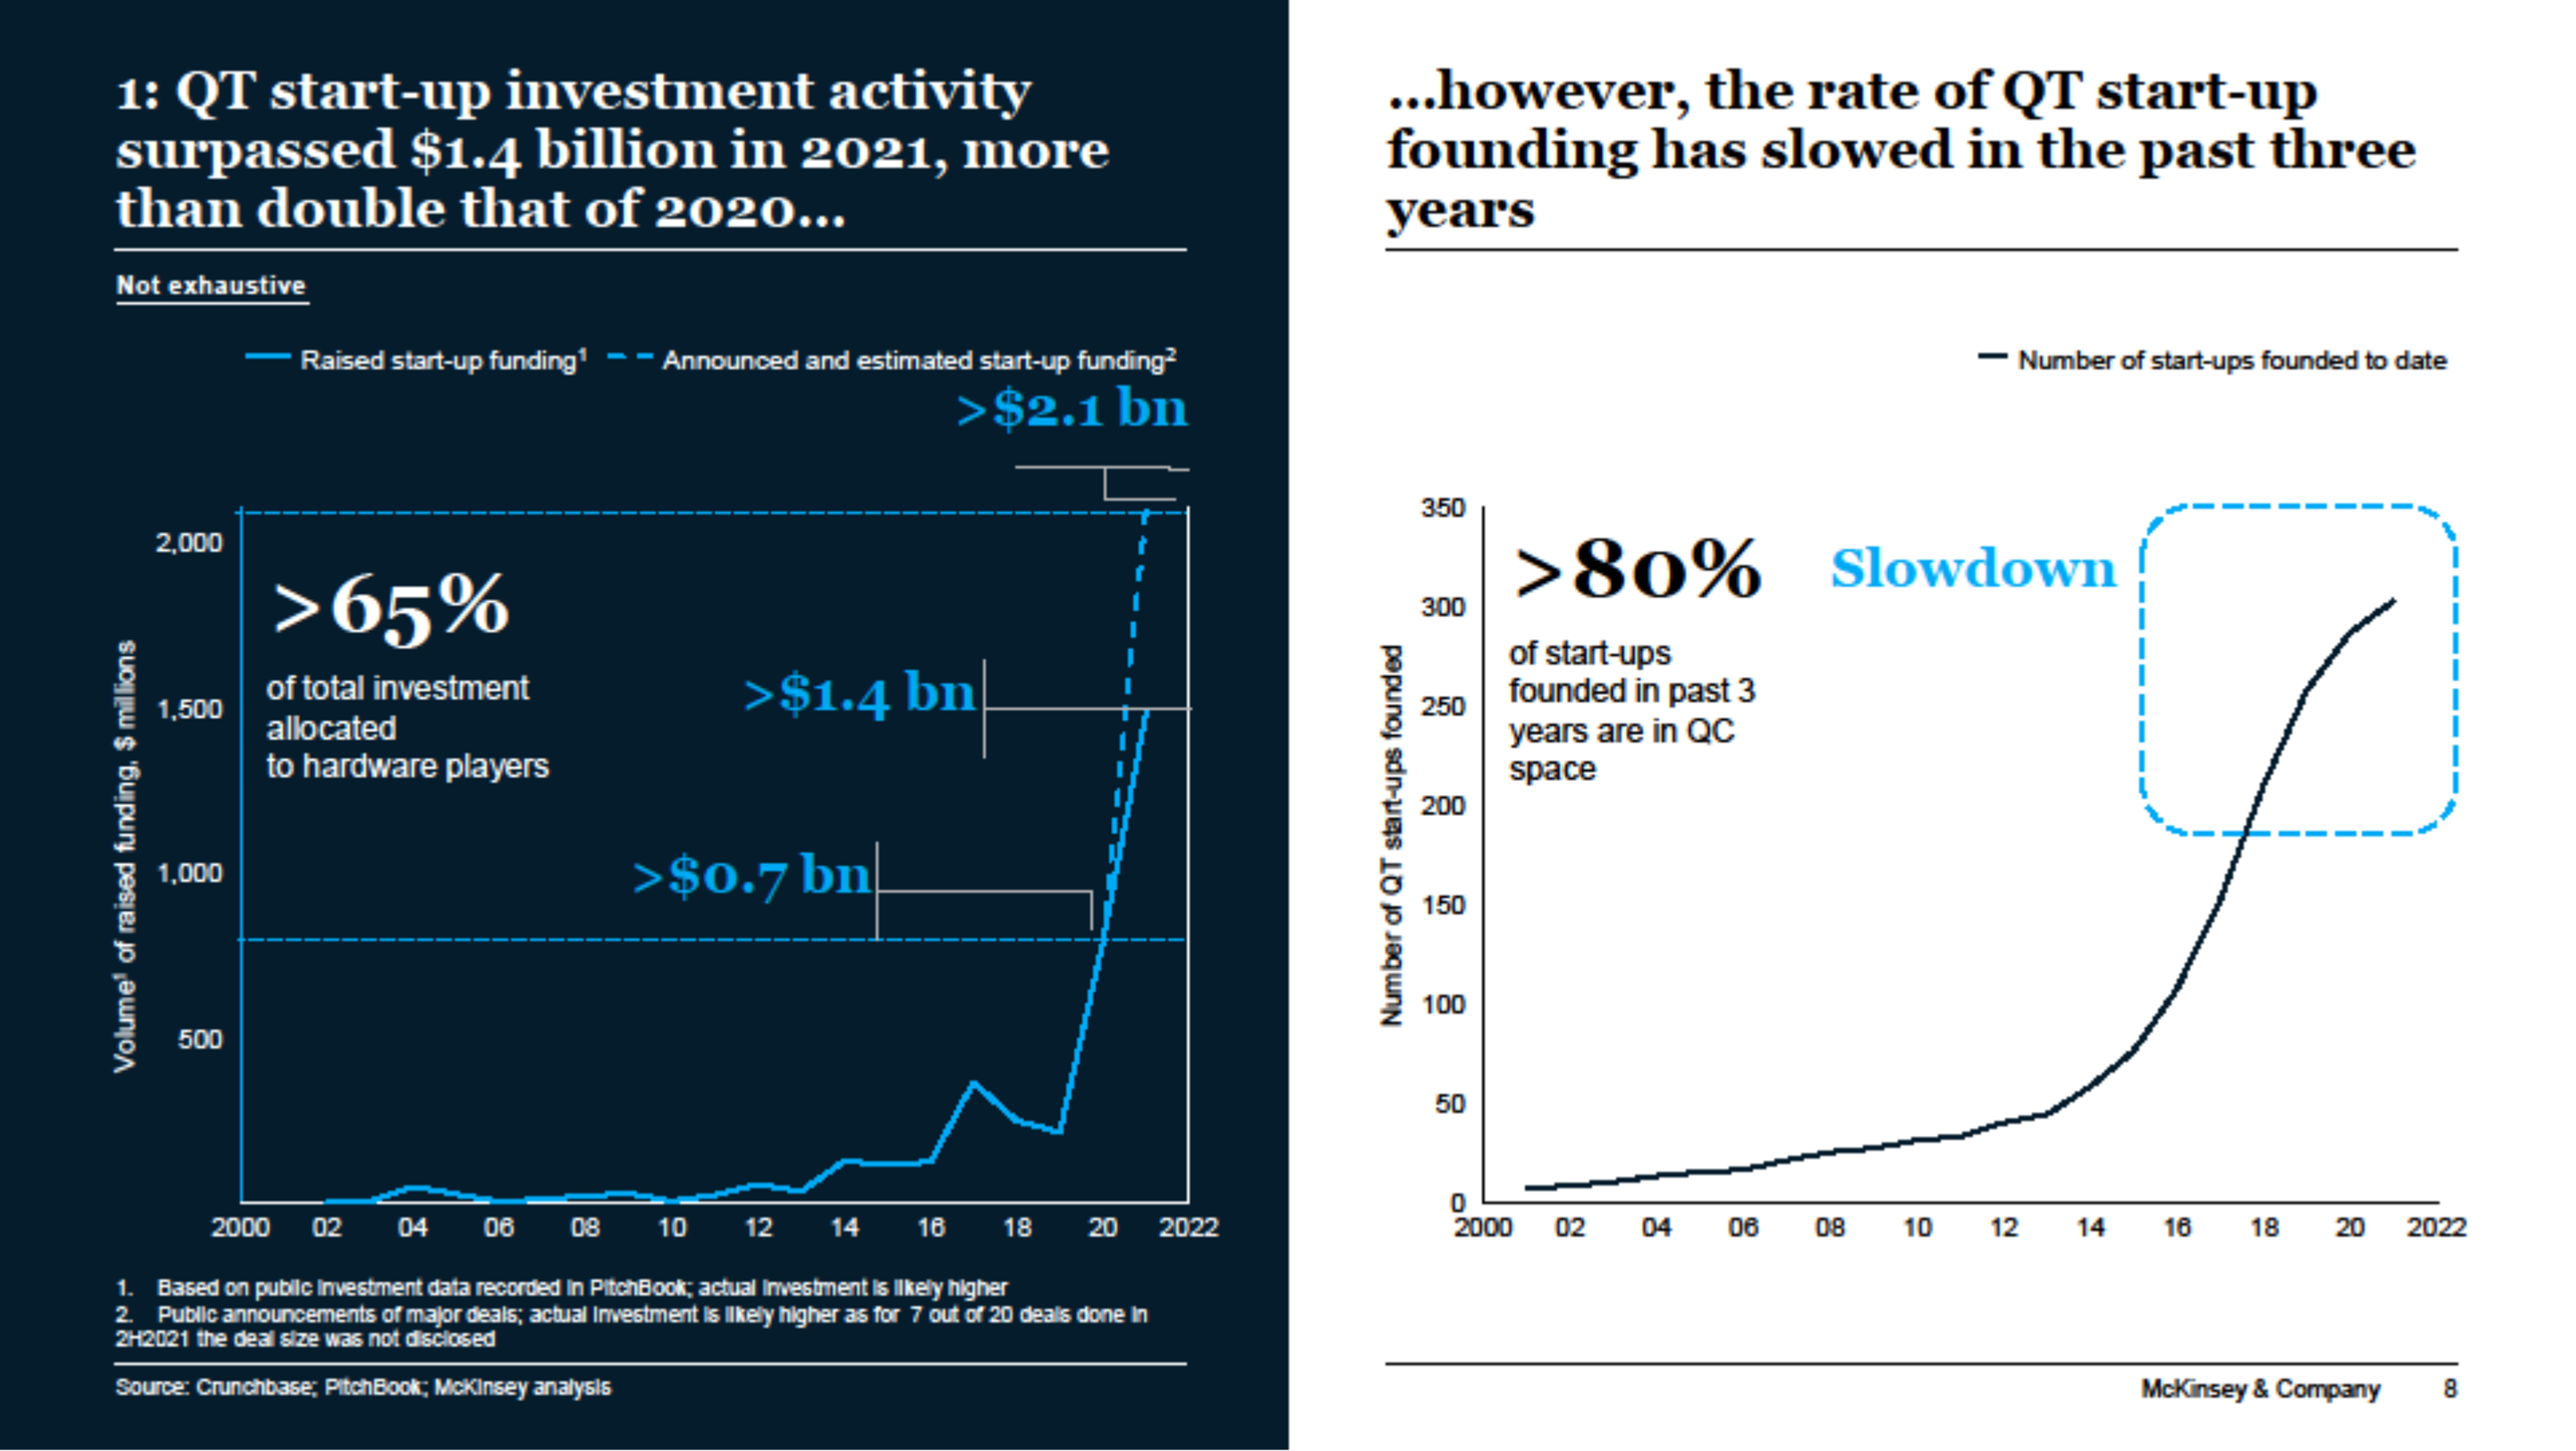 1: QT start-up investment activity
surpassed $1.4 billion in 2021, more
than double that of 2020...
Not exhaustive
Raised start-up funding¹
Announced and estimated start-up funding²
>$2.1 bn
2,000
1,500
1,000
500
Volume¹ of raised funding, $ millions
>65%
of total investment
allocated
to hardware players
>$1.4 bn
>$0.7 bn
2000 02 04 06 08 10 12 14 16 18 20 2022
1. Based on public investment data recorded in PitchBook; actual investment is likely higher
2. Public announcements of major deals; actual investment is likely higher as for 7 out of 20 deals done in
2H2021 the deal size was not disclosed
Source: Crunchbase; PitchBook; McKinsey analysis
...however, the rate of QT start-up
founding has slowed in the past three
years
Number of start-ups founded to date
350
300
250
200
150
100
50
0
Number of QT start-ups founded
>80%
of start-ups
founded in past 3
years are in QC
space
Slowdown
2000 02 04 06 08 10 12 14 16 18 20 2022
McKinsey & Company 8